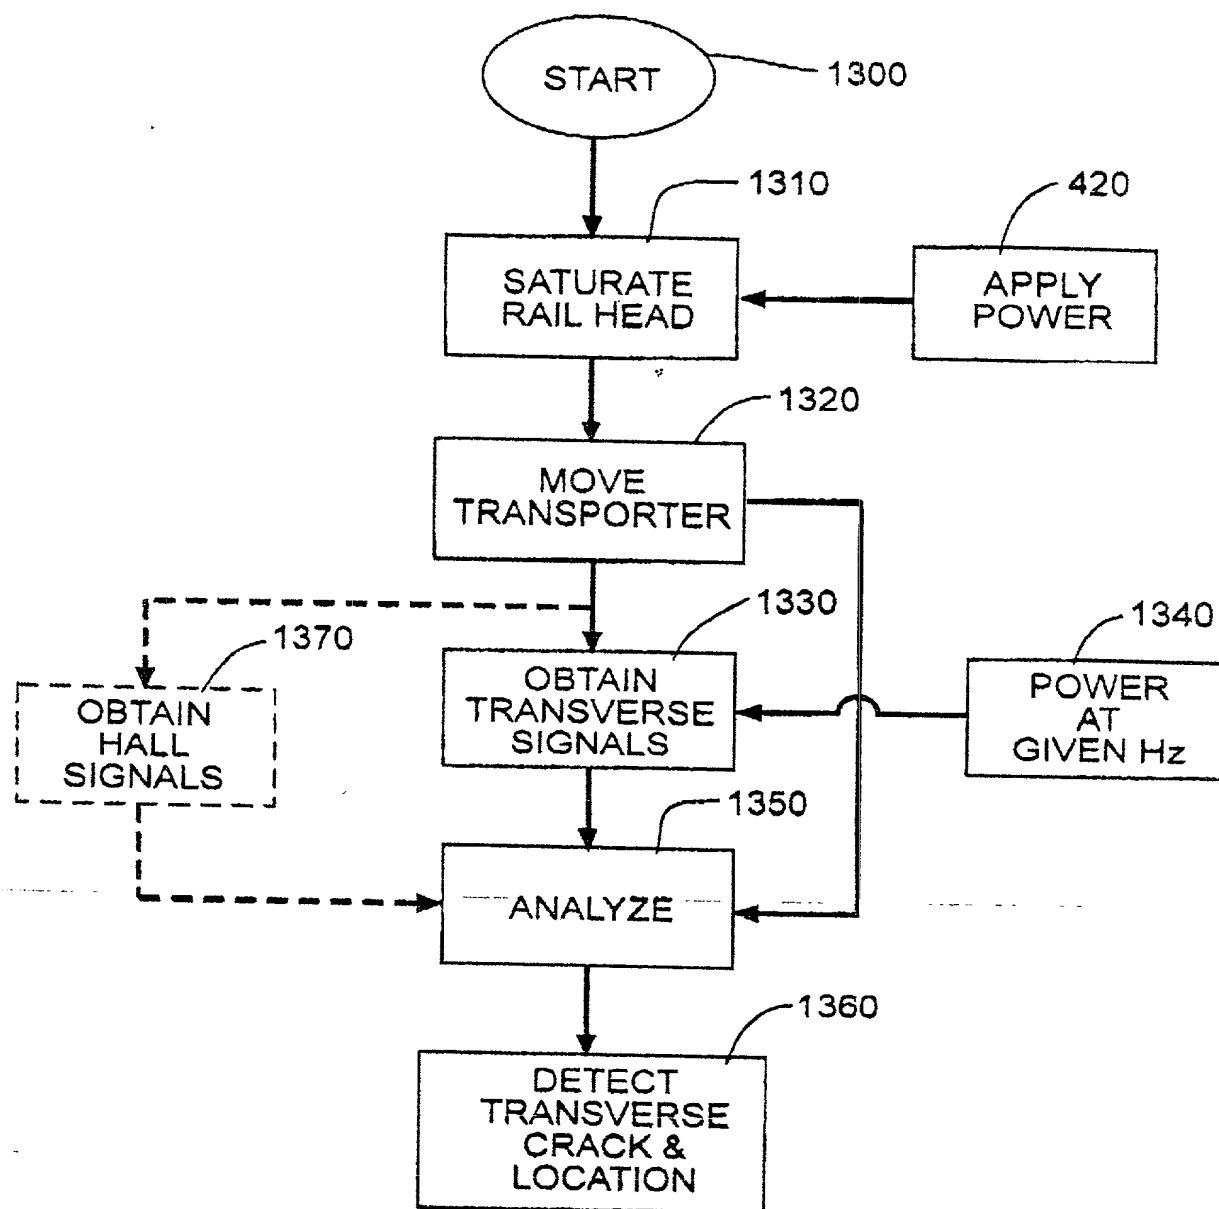 START
1300
1310
420
SATURATE
RAIL HEAD
APPLY
POWER
1320
MOVE
TRANSPORTER
1330
1340
1370
OBTAIN
TRANSVERSE
SIGNALS
POWER
AT
GIVEN Hz
OBTAIN
HALL
SIGNALS
1350
ANALYZE
1360
DETECT
TRANSVERSE
CRACK &
LOCATION